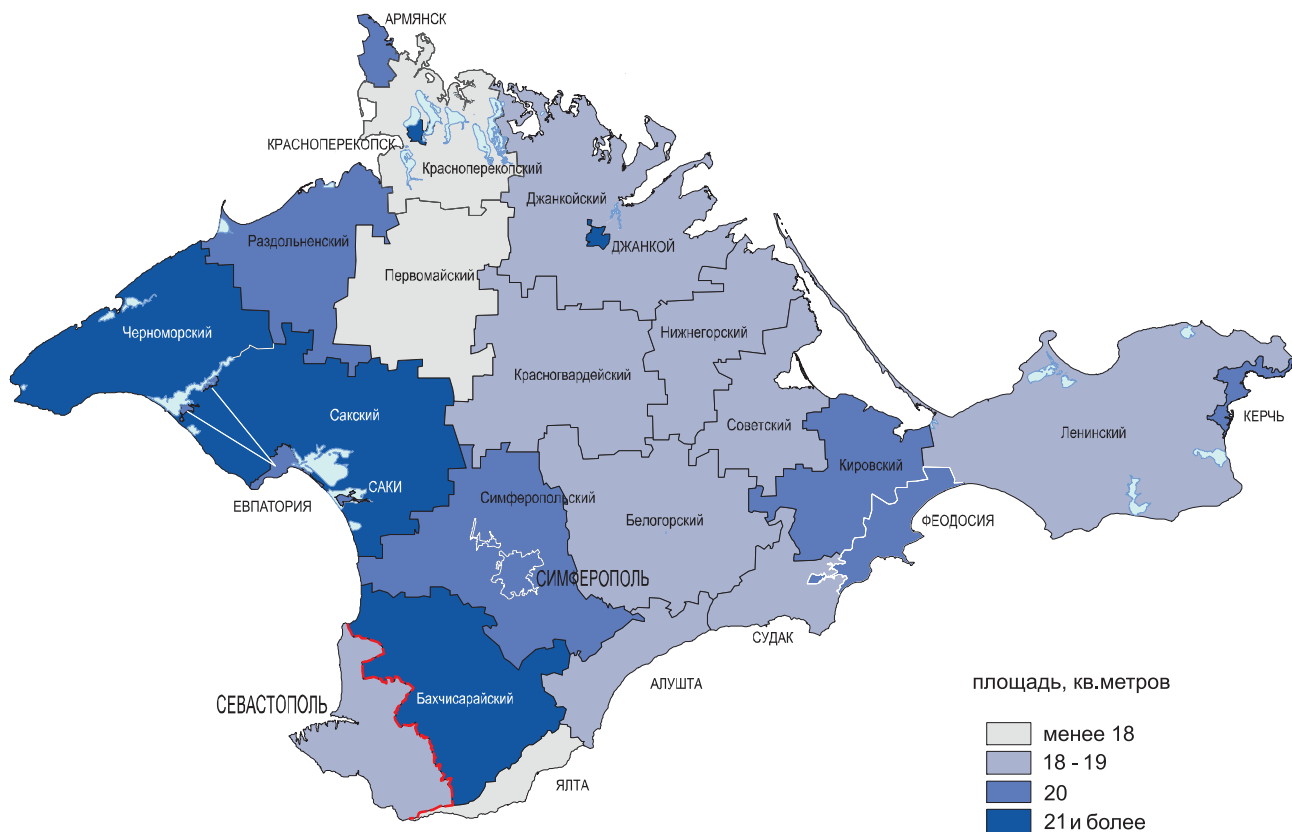 АРМЯНСК
КРАСНОПЕРЕКОПСК
Красноперекопский
Джанкойский
Раздольненский
ДЖАНКОЙ
Первомайский
Черноморский
Нижнегорский
Красногвардейский
Сакский
Советский
Ленинский
КЕРЧЬ
Кировский
САКИ
Симферопольский
ЕВПАТОРИЯ
Белогорский
ФЕОДОСИЯ
СИМФЕРОПОЛЬ
СУДАК
АЛУШТА
СЕВАСТОПОЛЬ
Бахчисарайский
ЯЛТА
площадь, кв.метров
менее 18
18 - 19
20
21 и более